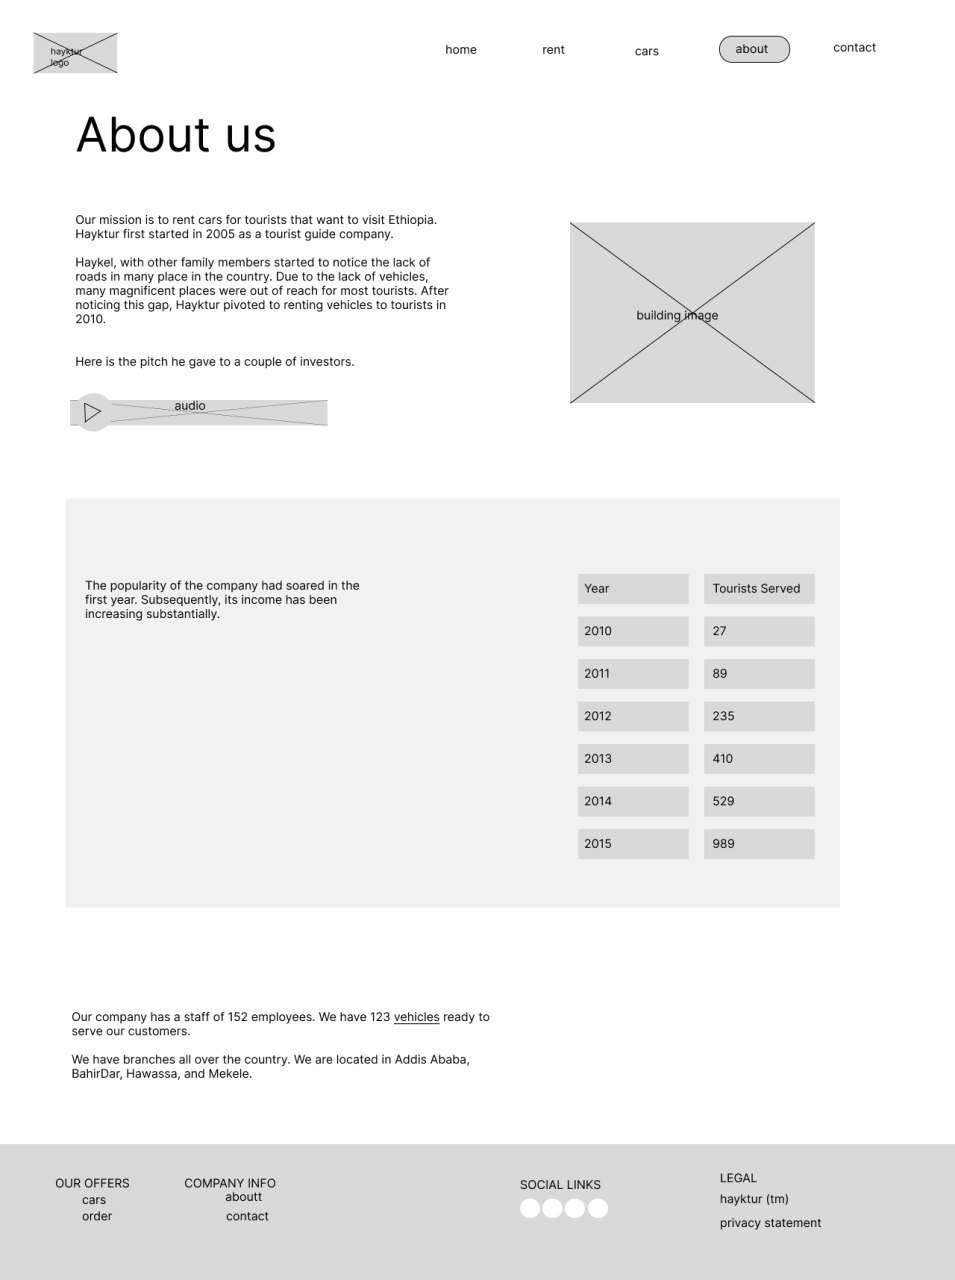 hayktur
logo
home
rent
cars
about
contact
About us
Our mission is to rent cars for tourists that want to visit Ethiopia.
Hayktur first started in 2005 as a tourist guide company.
Haykel, with other family members started to notice the lack of
roads in many place in the country. Due to the lack of vehicles,
many magnificent places were out of reach for most tourists. After
noticing this gap, Hayktur pivoted to renting vehicles to tourists in
2010.
Here is the pitch he gave to a couple of investors.
audio
building image
The popularity of the company had soared in the
first year. Subsequently, its income has been
increasing substantially.
Year Tourists Served
2010 27
2011 89
2012 235
2013 410
2014 529
2015 989
Our company has a staff of 152 employees. We have 123 vehicles ready to
serve our customers.
We have branches all over the country. We are located in Addis Ababa,
BahirDar, Hawassa, and Mekele.
OUR OFFERS
cars
order
COMPANY INFO
aboutt
contact
SOCIAL LINKS
LEGAL
hayktur (tm)
privacy statement